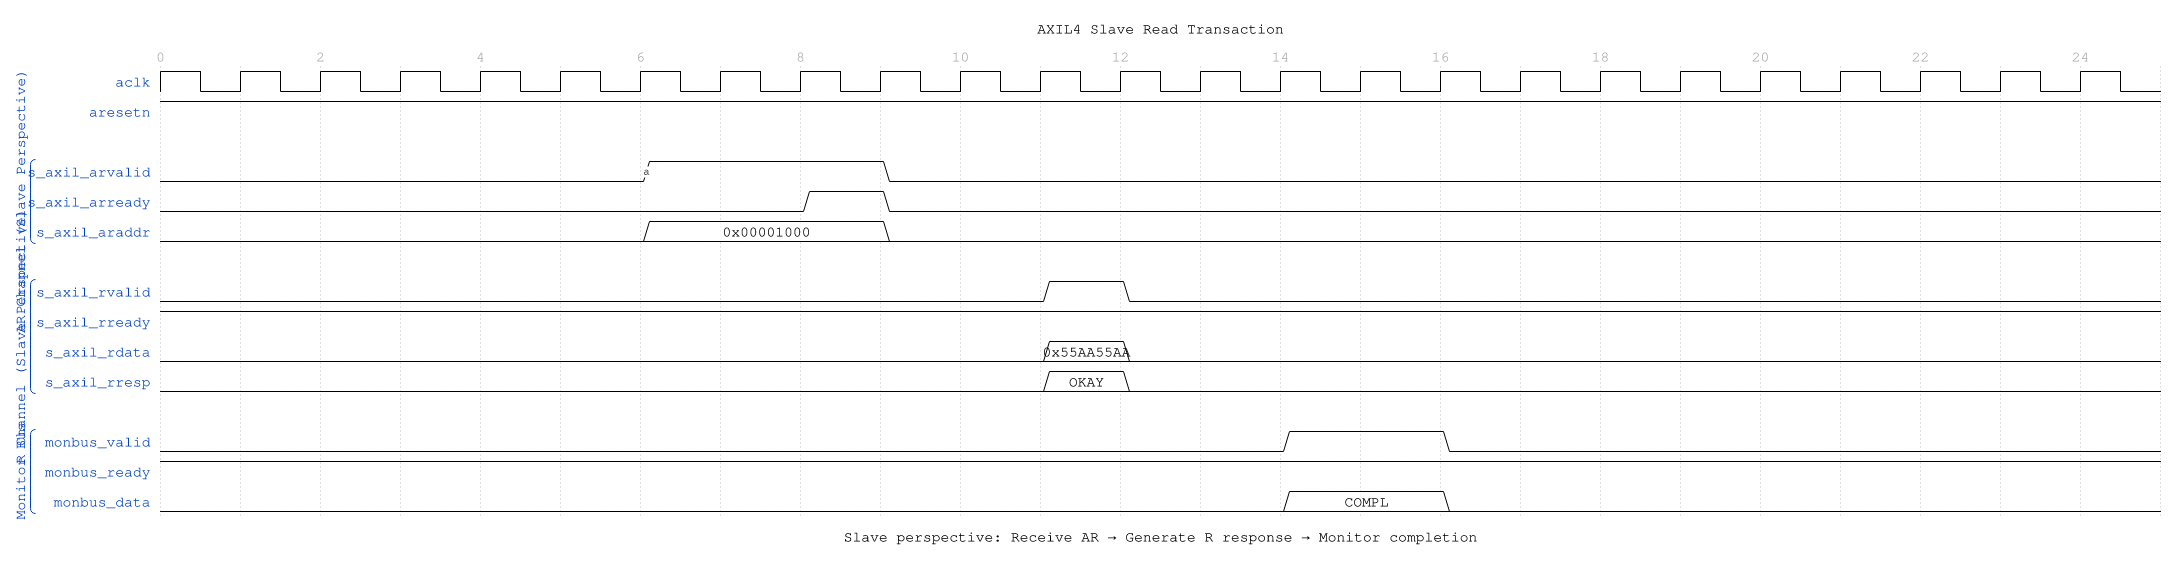 AXIL4 Slave Read Transaction
0 2 4 6 8 10 12 14 16 18 20 22 24
aclk
aresetn
s_axil_arvalid a
s_axil_arready
s_axil_araddr 0x00001000
s_axil_rvalid
s_axil_rready
s_axil_rdata 0x55AA55AA
s_axil_rresp OKAY
monbus_valid
monbus_ready
monbus_data COMPL
AR Channel (Slave Perspective)
R Channel (Slave Perspective)
Monitor Bus
Slave perspective: Receive AR → Generate R response → Monitor completion